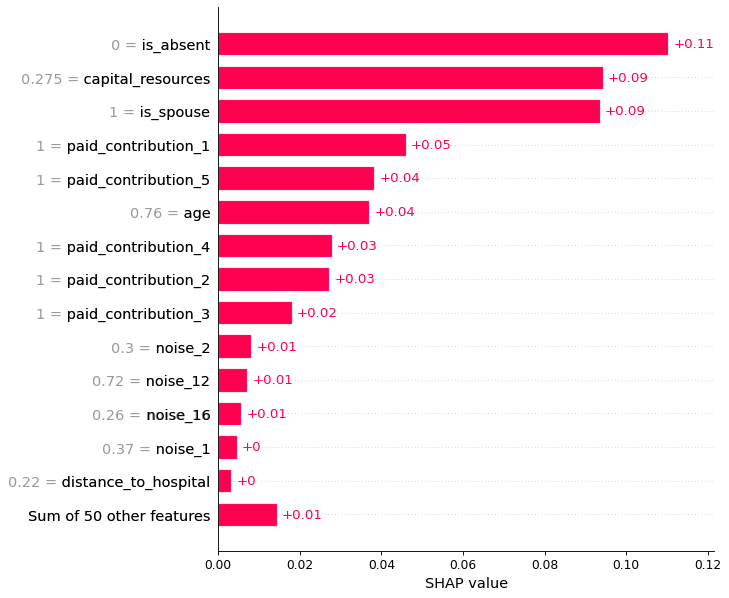 0 = is_absent +0.11
0.275 = capital_resources +0.09
1 = is_spouse +0.09
1 = paid_contribution_1 +0.05
1 = paid_contribution_5 +0.04
0.76 = age +0.04
1 = paid_contribution_4 +0.03
1 = paid_contribution_2 +0.03
1 = paid_contribution_3 +0.02
0.3 = noise_2 +0.01
0.72 = noise_12 +0.01
0.26 = noise_16 +0.01
0.37 = noise_1 +0
0.22 = distance_to_hospital +0
Sum of 50 other features +0.01
0.00 0.02 0.04 0.06 0.08 0.10 0.12
SHAP value